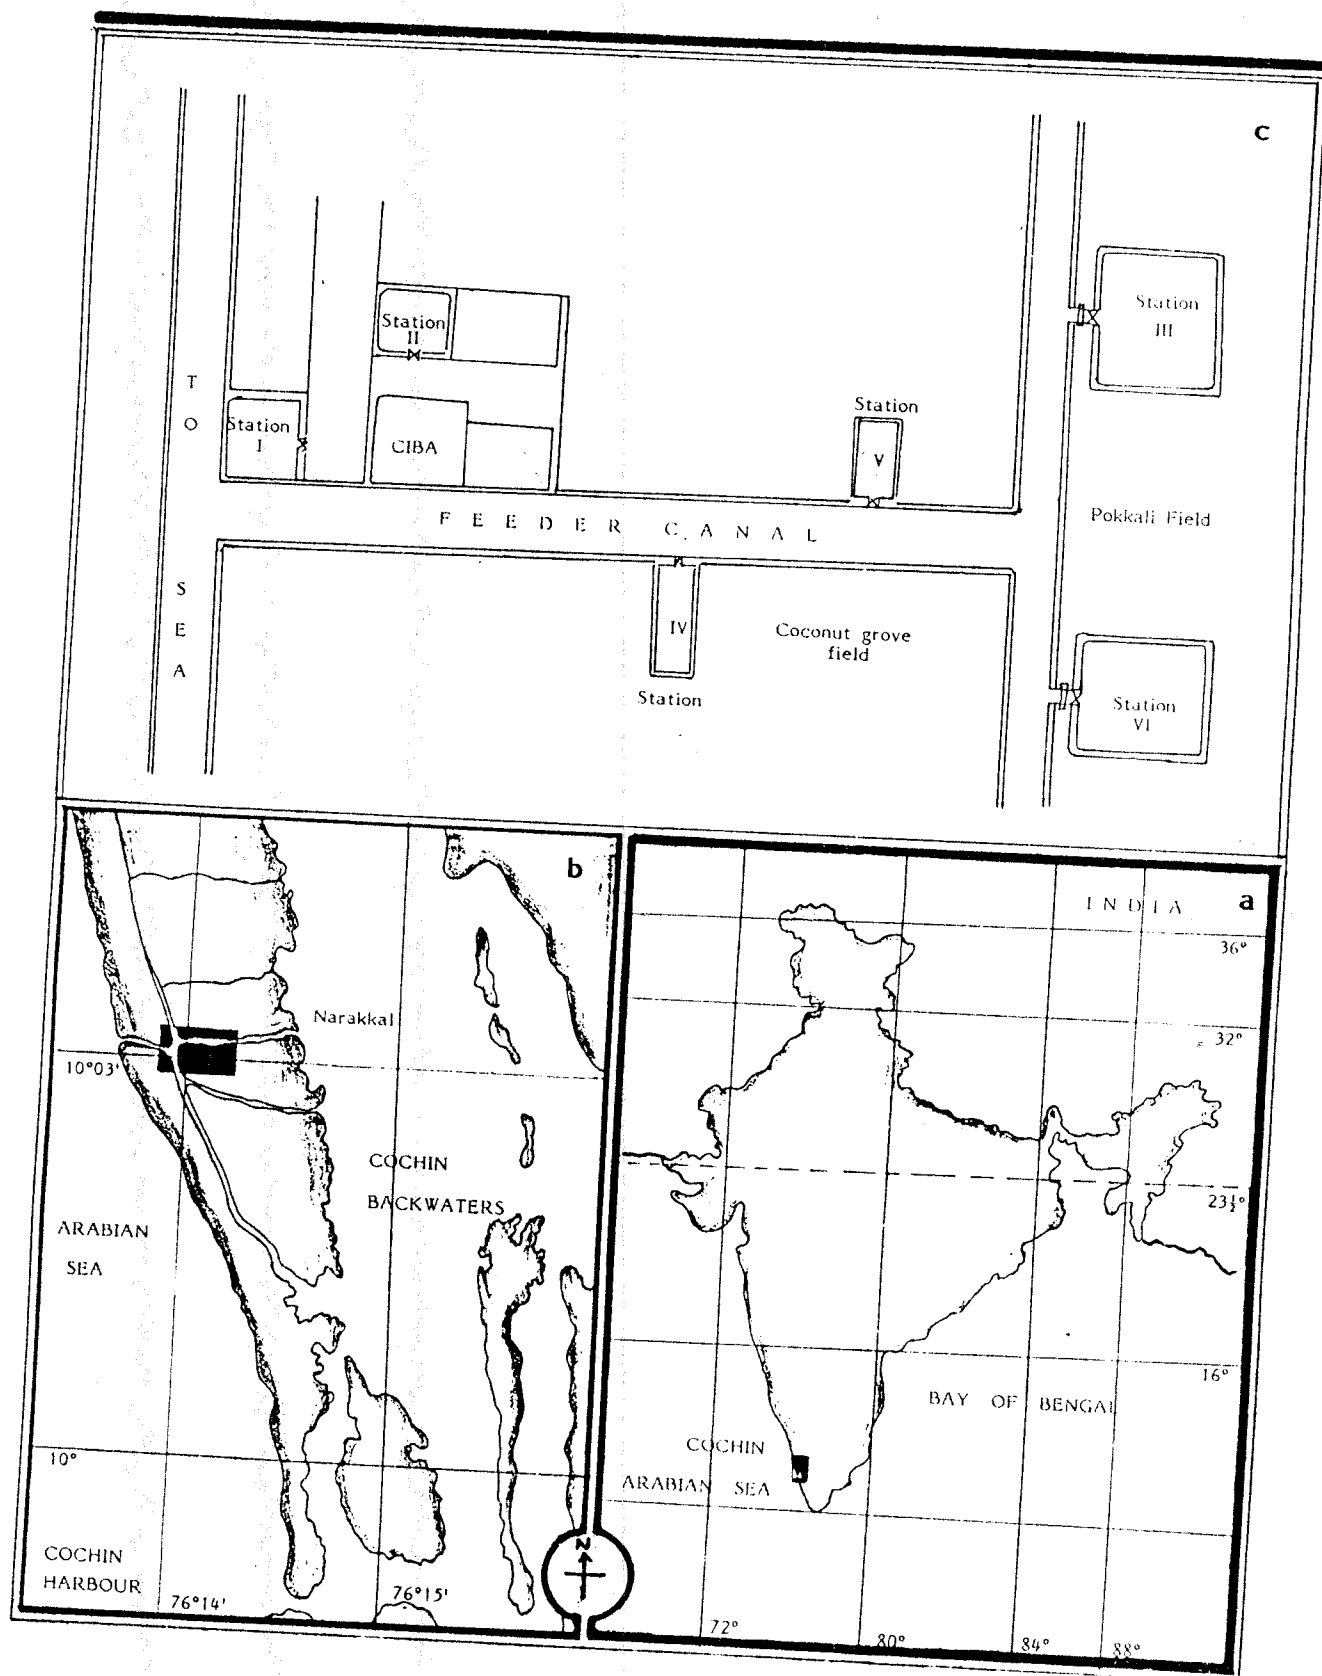 c
Station
II
Station
III
T
O
Station
I
CIBA
Station
V
FEEDER CANAL
Pokkali Field
S
E
A
IV
Station
Coconut grove
field
Station
VI
b
Narakkal
10°03'
COCHIN
BACKWATERS
ARABIAN
SEA
10°
COCHIN
HARBOUR
76°14'
76°15'
N
INDIA
a
36°
32°
23½°
16°
BAY OF BENGAL
COCHIN
ARABIAN SEA
72°
80°
84°
88°